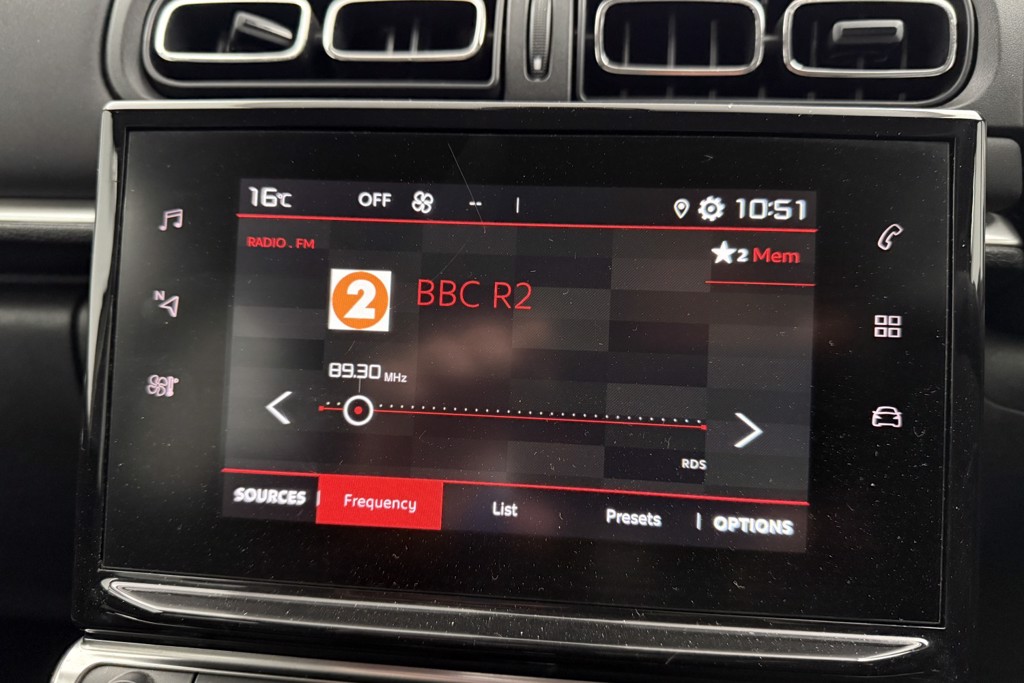 16°C OFF -- 10:51
RADIO . FM
2 Mem
2 BBC R2
89.30 MHz
RDS
SOURCES Frequency List Presets OPTIONS
N